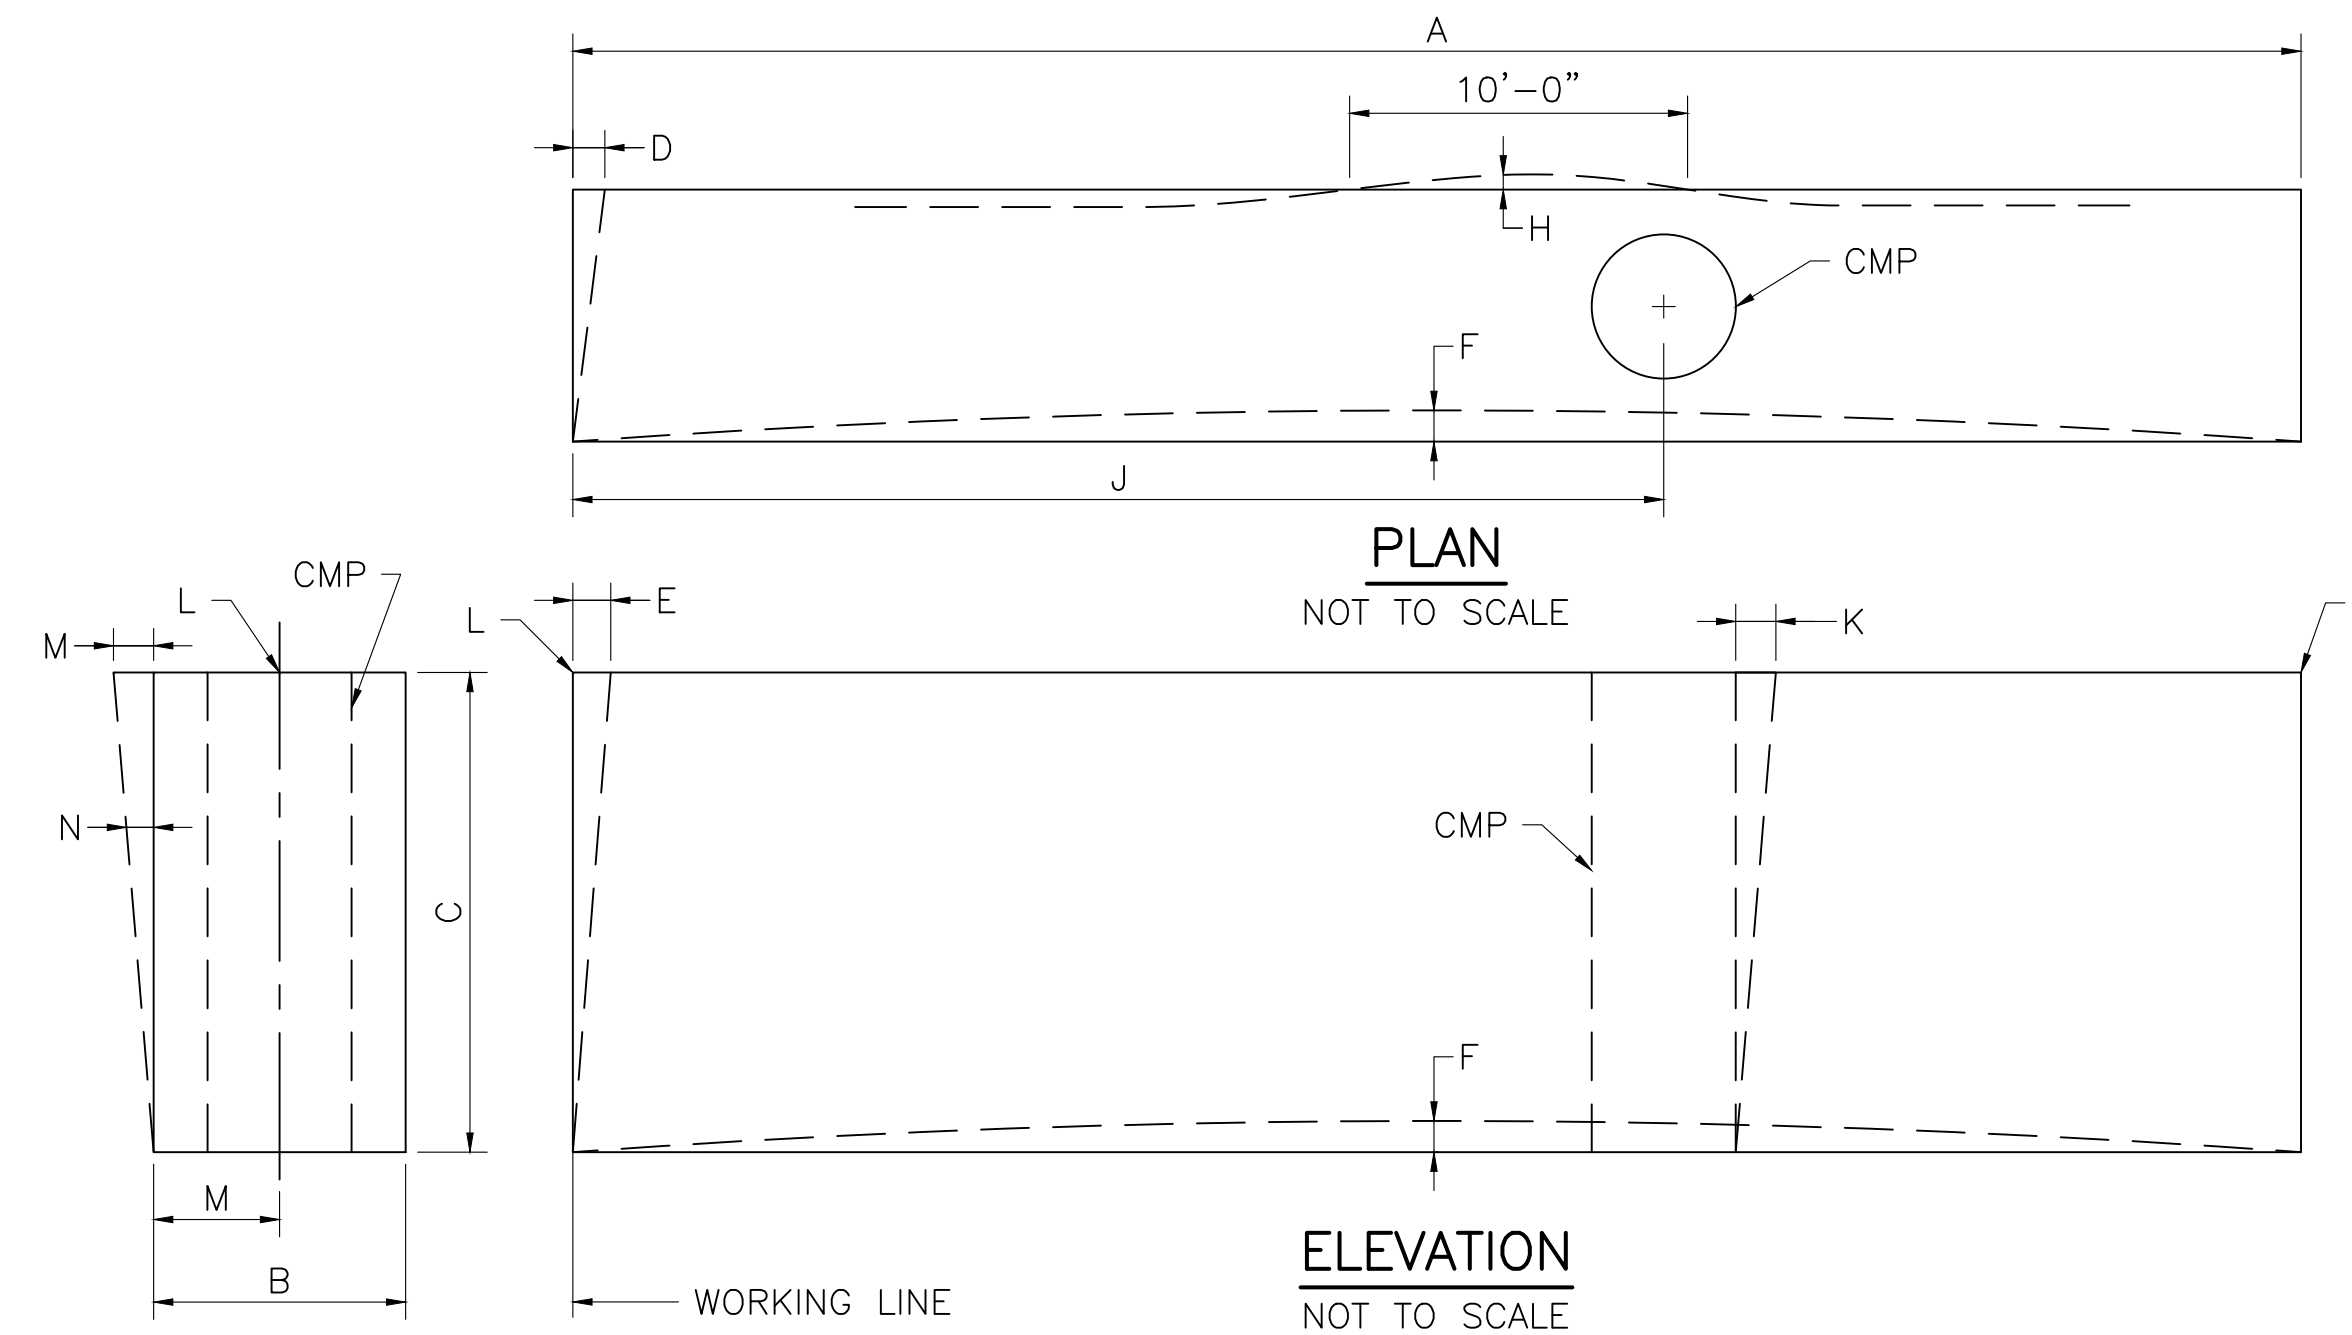 A
10'-0"
D
H
CMP
F
J
PLAN
NOT TO SCALE
CMP
L
M
N
C
M
B
L
E
K
CMP
F
WORKING LINE
ELEVATION
NOT TO SCALE